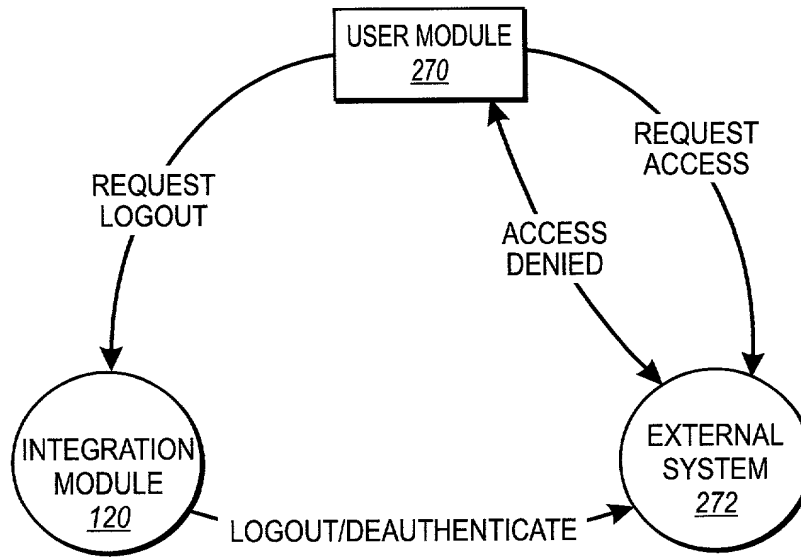 USER MODULE
270
REQUEST
LOGOUT
REQUEST
ACCESS
ACCESS
DENIED
INTEGRATION
MODULE
120
EXTERNAL
SYSTEM
272
LOGOUT/DEAUTHENTICATE